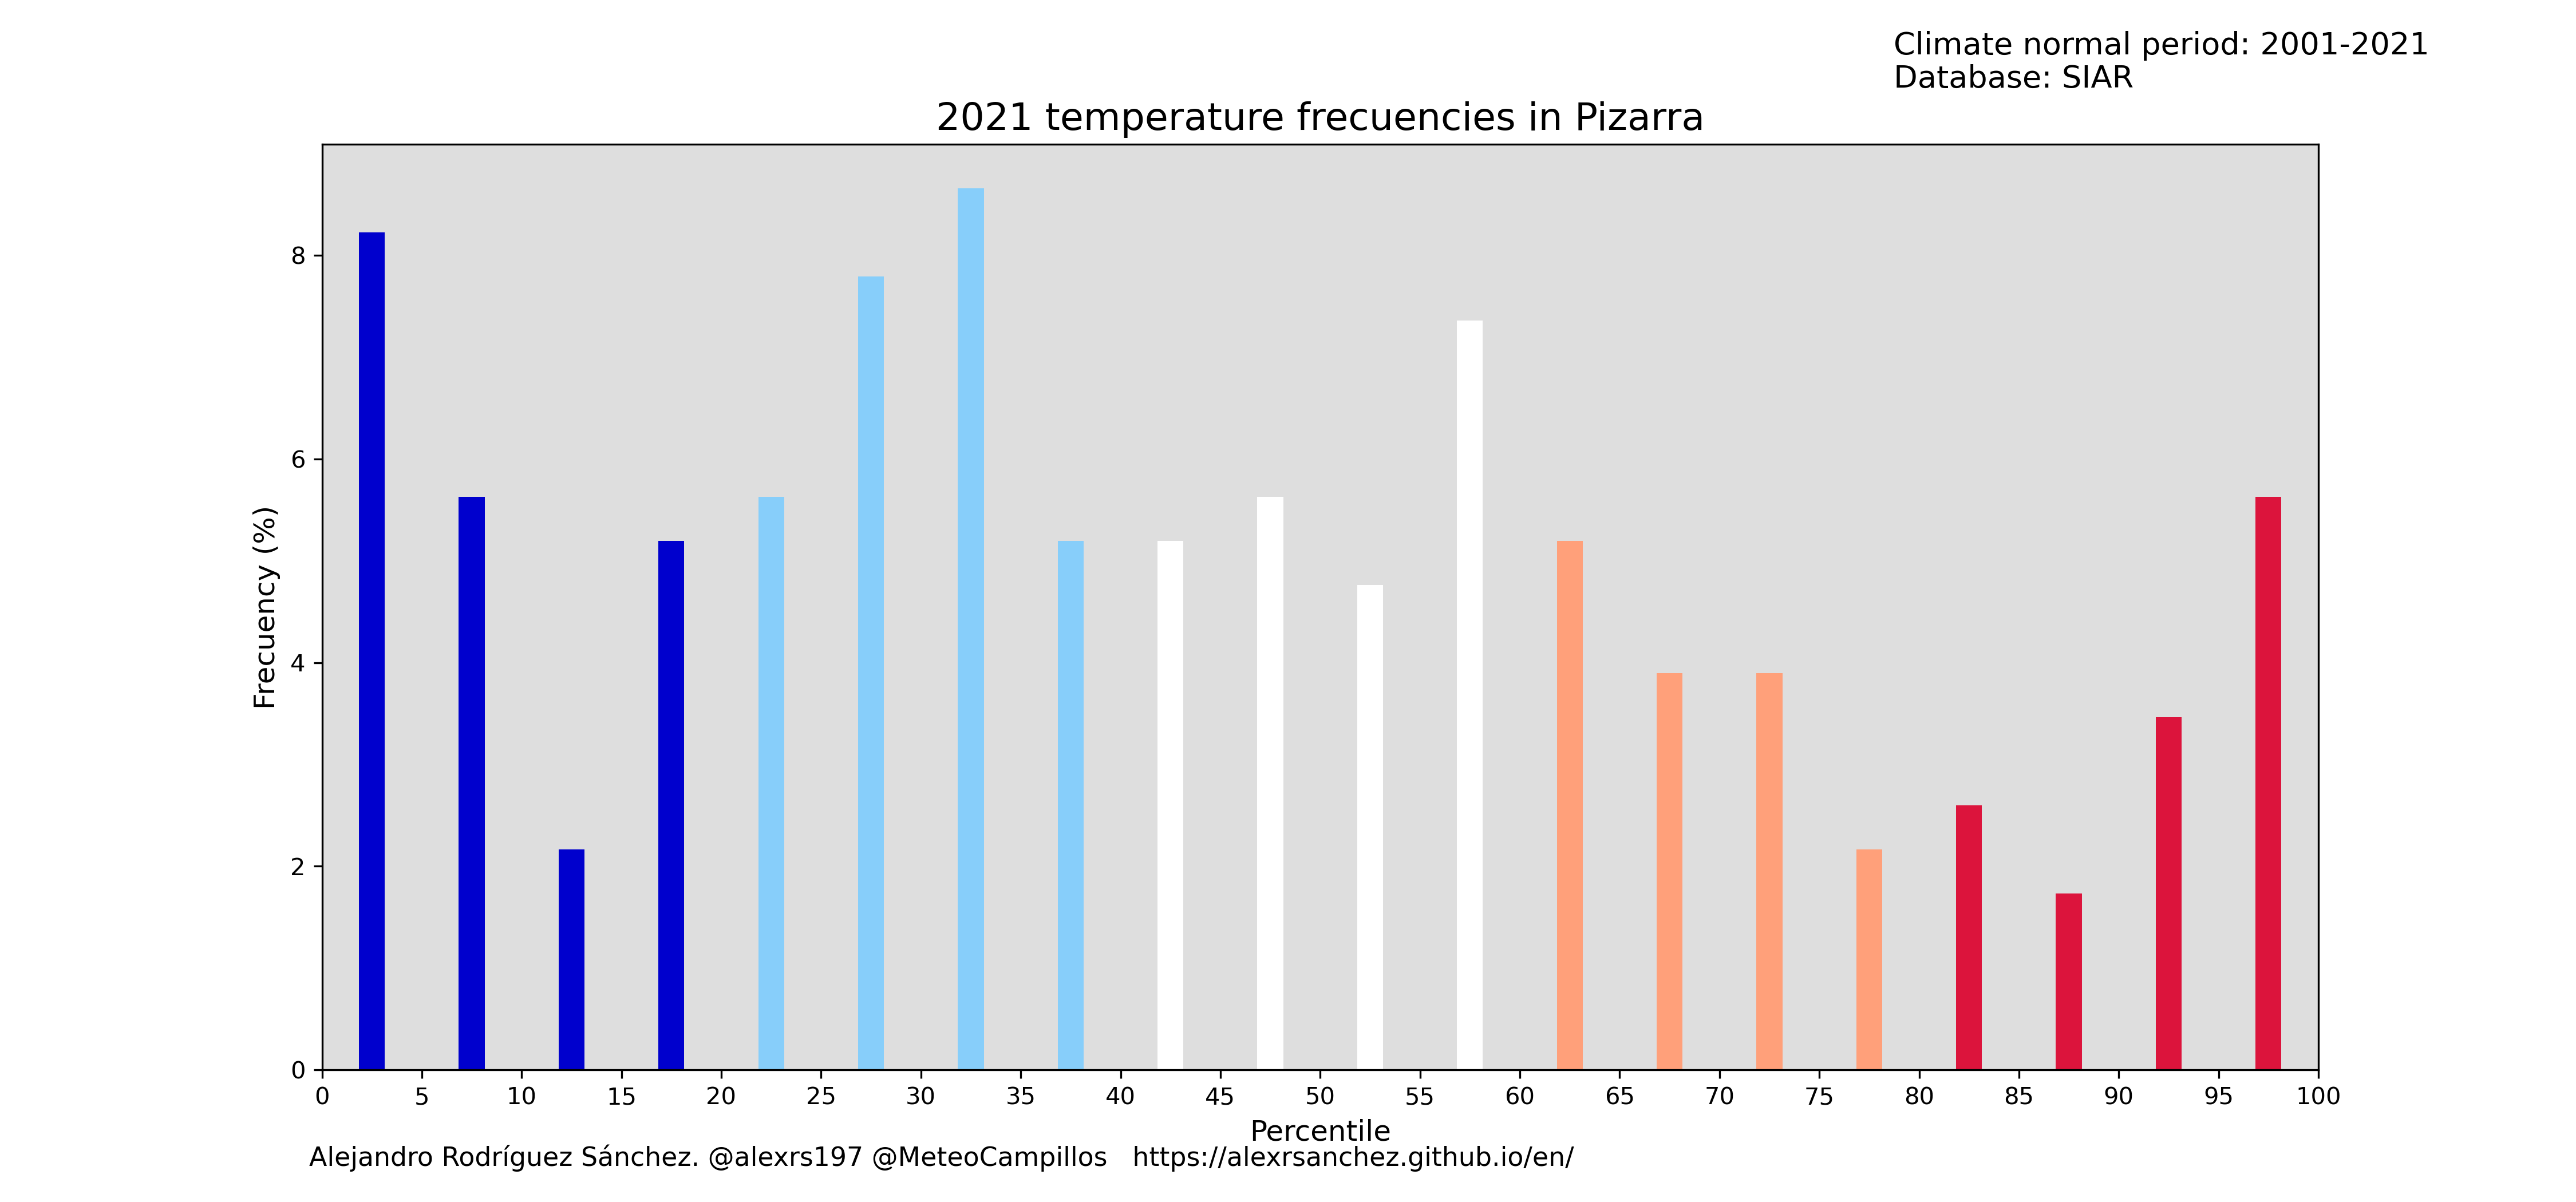 Climate normal period: 2001-2021
Database: SIAR
2021 temperature frecuencies in Pizarra
8
6
4
2
0
Frecuency (%)
0 5 10 15 20 25 30 35 40 45 50 55 60 65 70 75 80 85 90 95 100
Percentile
Alejandro Rodríguez Sánchez. @alexrs197 @MeteoCampillos https://alexrsanchez.github.io/en/